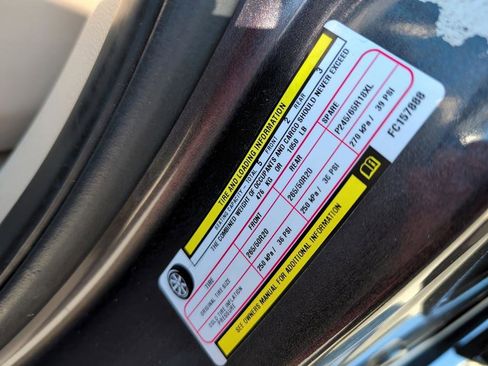 TIRE AND LOADING INFORMATION
SEATING CAPACITY - TOTAL 5 FRONT 2 REAR 3
THE COMBINED WEIGHT OF OCCUPANTS AND CARGO SHOULD NEVER EXCEED
476 KG OR 1050 LB
TIRE FRONT REAR SPARE
ORIGINAL TIRE SIZE 265/60R20 265/60R20 P245/65R18XL
COLD TIRE INFLATION PRESSURE 250 kPa / 36 PSI 250 kPa / 36 PSI 270 kPa / 39 PSI
SEE OWNERS MANUAL FOR ADDITIONAL INFORMATION
FC157888